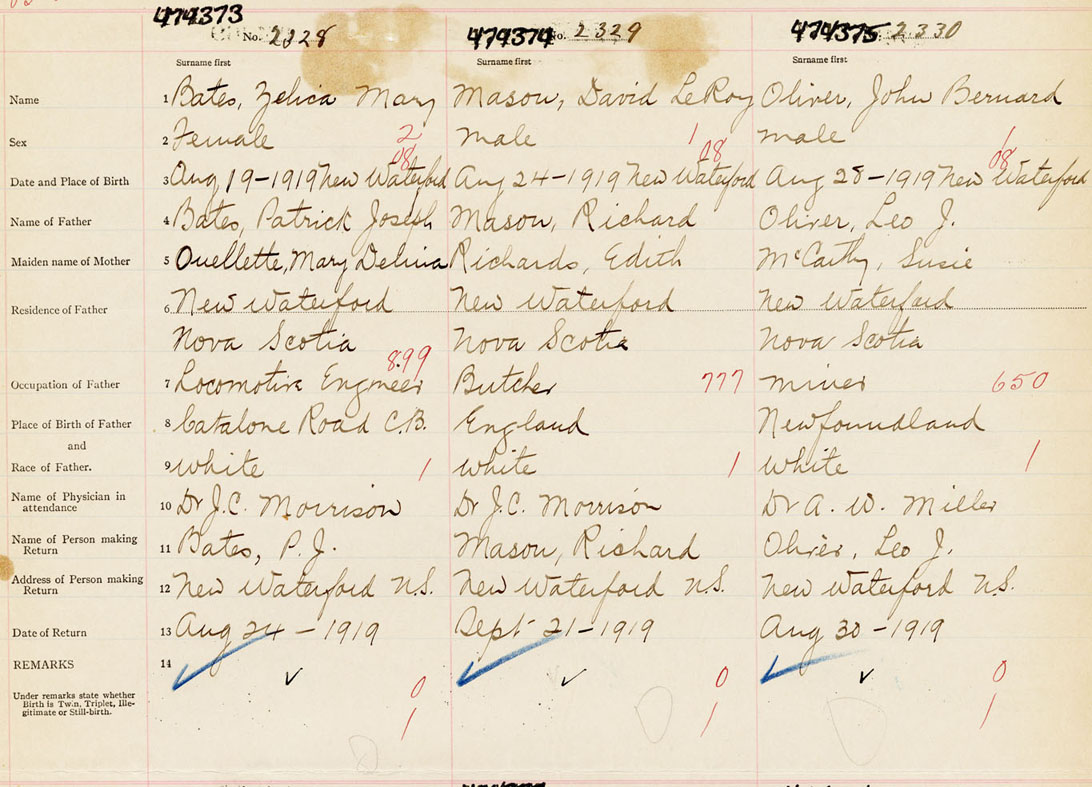 474373 474374 474375
No. 2328 No. 2329 2330
Surname first Surname first Surname first
Name 1 Bates, Zelica Mary Mason, David LeRoy Oliver, John Bernard
Sex 2 Female 2 male 1 male 1
08 08 08
Date and Place of Birth 3 Aug 19-1919 New Waterford Aug 24-1919 New Waterford Aug 28-1919 New Waterford
Name of Father 4 Bates, Patrick Joseph Mason, Richard Oliver, Leo J.
Maiden name of Mother 5 Ouellette, Mary Delina Richards, Edith McCarthy, Susie
Residence of Father 6 New Waterford New Waterford New Waterford
Nova Scotia Nova Scotia Nova Scotia
899
Occupation of Father 7 Locomotive Engineer Butcher 777 miner 650
Place of Birth of Father 8 Catalone Road C.B. England Newfoundland
and
Race of Father. 9 white 1 white 1 white 1
Name of Physician in
attendance 10 Dr J.C. Morrison Dr J.C. Morrison Dr A. W. Miller
Name of Person making
Return 11 Bates, P. J. Mason, Richard Oliver, Leo J.
Address of Person making
Return 12 New Waterford N.S. New Waterford N.S. New Waterford N.S.
Date of Return 13 Aug 24-1919 Sept 21-1919 Aug 30-1919
REMARKS 14
0 0 0
Under remarks state whether
Birth is Twin, Triplet, Ille-
gitimate or Still-birth.
1 1 1